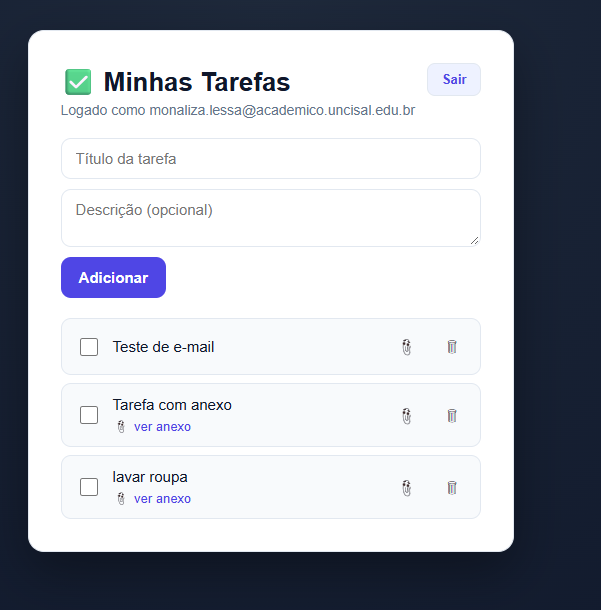 Minhas Tarefas
Sair
Logado como monaliza.lessa@academico.uncisal.edu.br
Título da tarefa
Descrição (opcional)
Adicionar
Teste de e-mail
Tarefa com anexo
ver anexo
lavar roupa
ver anexo